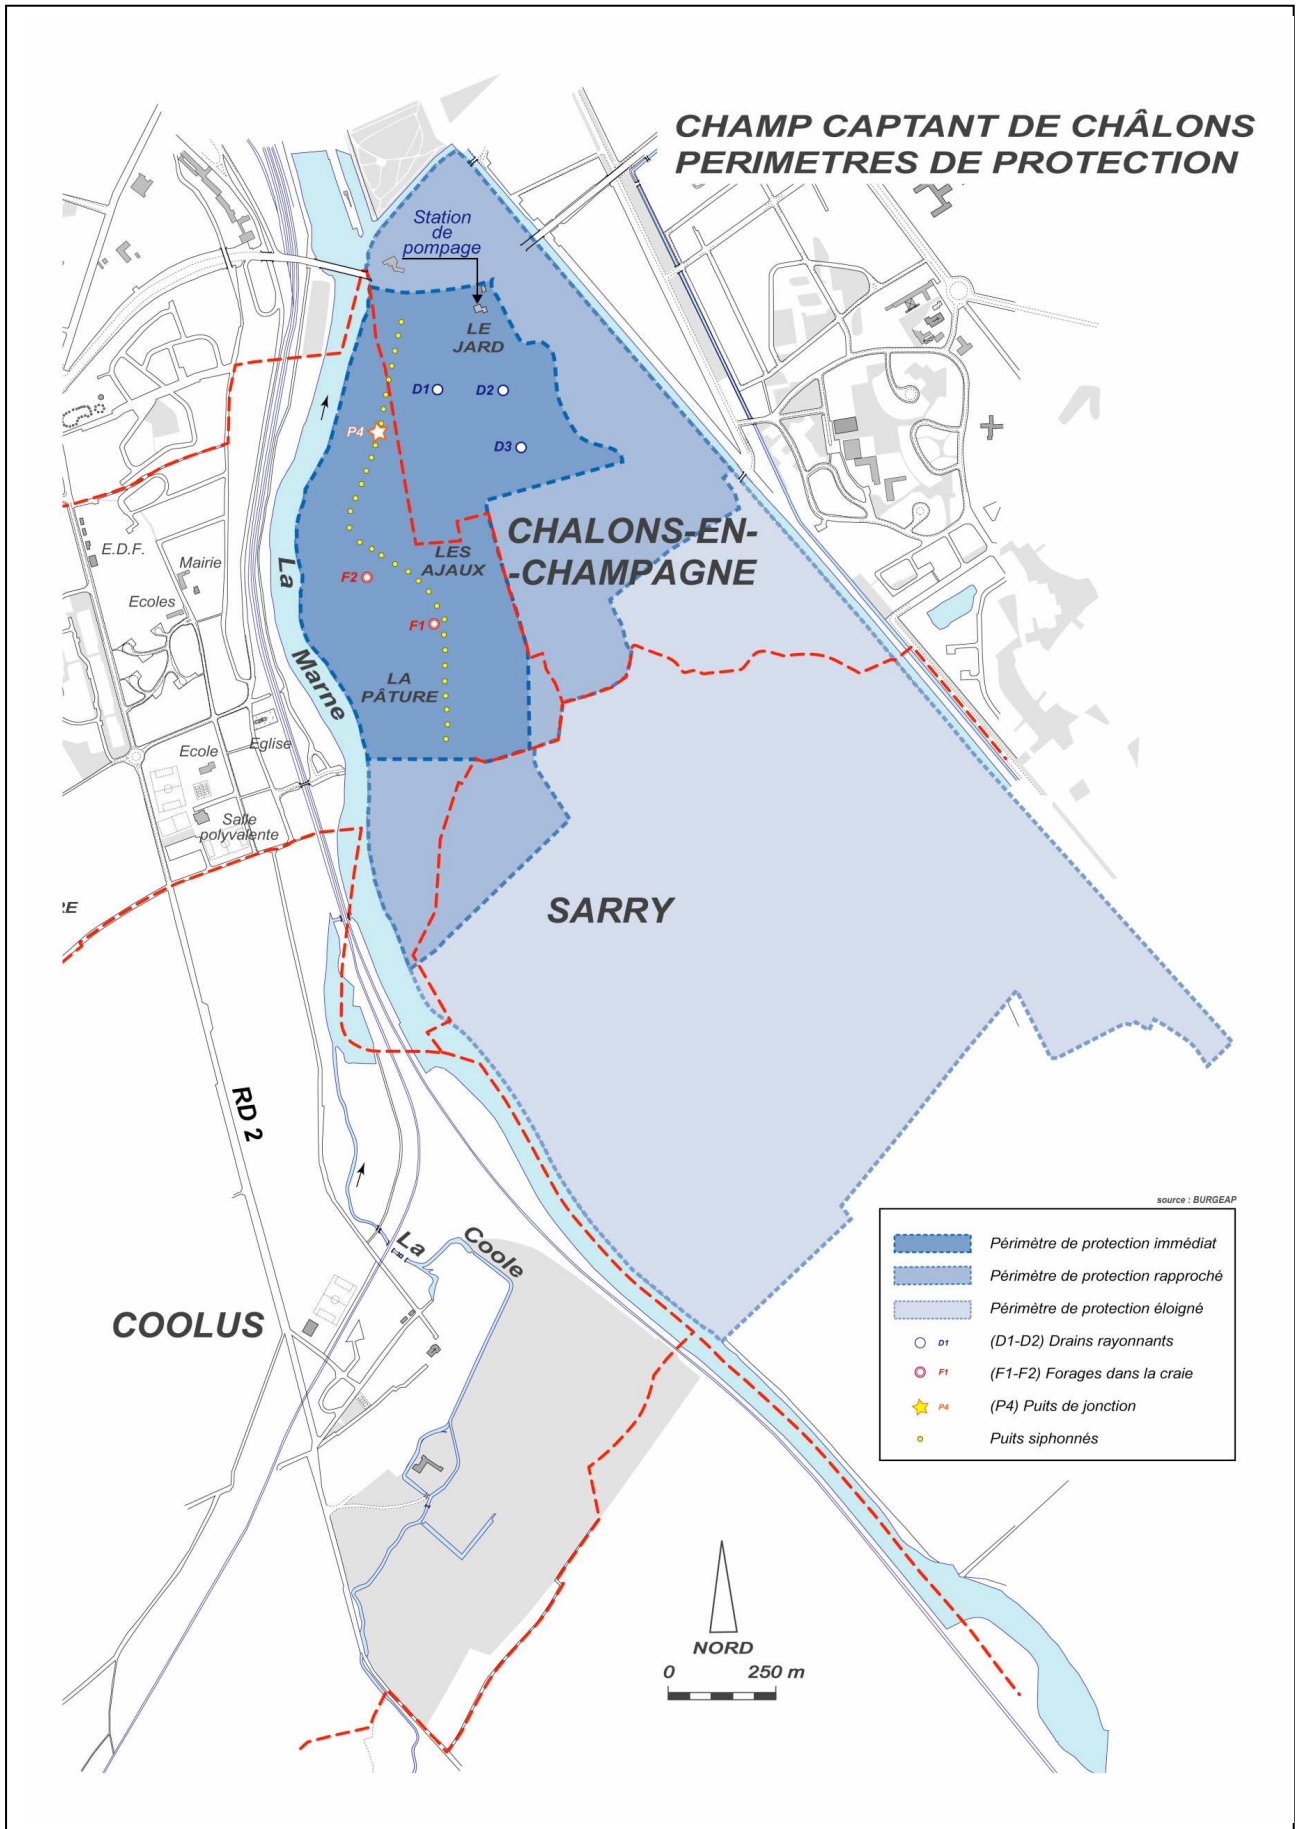 CHAMP CAPTANT DE CHÂLONS
PERIMETRES DE PROTECTION
Station
de
pompage
LE
JARD
D1
D2
P4
D3
CHALONS-EN-
-CHAMPAGNE
LES
AJAUX
E.D.F.
Mairie
F2
La
Ecoles
F1
Marne
LA
PÂTURE
Ecole
Eglise
Salle
polyvalente
SARRY
RE
RD 2
La
Coole
COOLUS
source : BURGEAP
Périmètre de protection immédiat
Périmètre de protection rapproché
Périmètre de protection éloigné
D1 (D1-D2) Drains rayonnants
F1 (F1-F2) Forages dans la craie
P4 (P4) Puits de jonction
Puits siphonnés
NORD
0 250 m